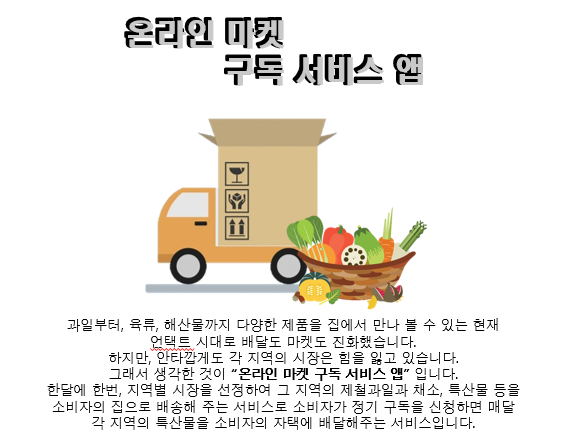 온라인 마켓
구독 서비스 앱
과일부터, 육류, 해산물까지 다양한 제품을 집에서 만나 볼 수 있는 현재
언택트 시대로 배달도 마켓도 진화했습니다.
하지만, 안타깝게도 각 지역의 시장은 힘을 잃고 있습니다.
그래서 생각한 것이 “온라인 마켓 구독 서비스 앱” 입니다.
한달에 한번, 지역별 시장을 선정하여 그 지역의 제철과일과 채소, 특산물 등을
소비자의 집으로 배송해 주는 서비스로 소비자가 정기 구독을 신청하면 매달
각 지역의 특산물을 소비자의 자택에 배달해주는 서비스입니다.